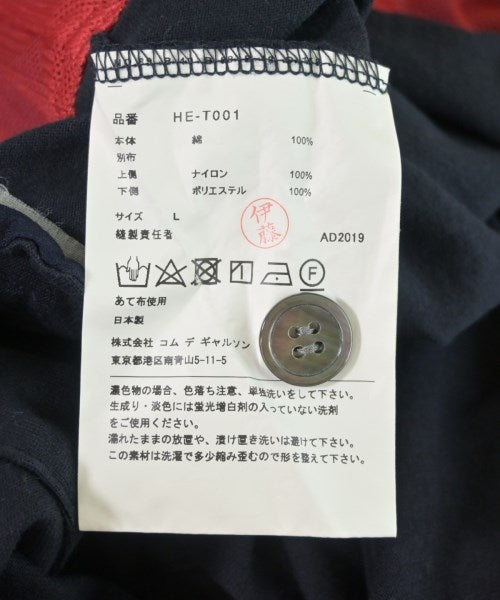 品番 HE-T001
本体 綿 100%
別布
上側 ナイロン 100%
下側 ポリエステル 100%
サイズ L
縫製責任者 伊藤 AD2019
F
あて布使用
日本製
株式会社 コム デ ギャルソン
東京都港区南青山5-11-5
濃色物の場合、色落ち注意、単独洗いをして下さい。
生成り・淡色には蛍光増白剤の入っていない洗剤
をご使用下さい。
濡れたままの放置や、漬け置き洗いは避けて下さい。
この素材は洗濯で多少縮み歪むので形を整えて下さい。